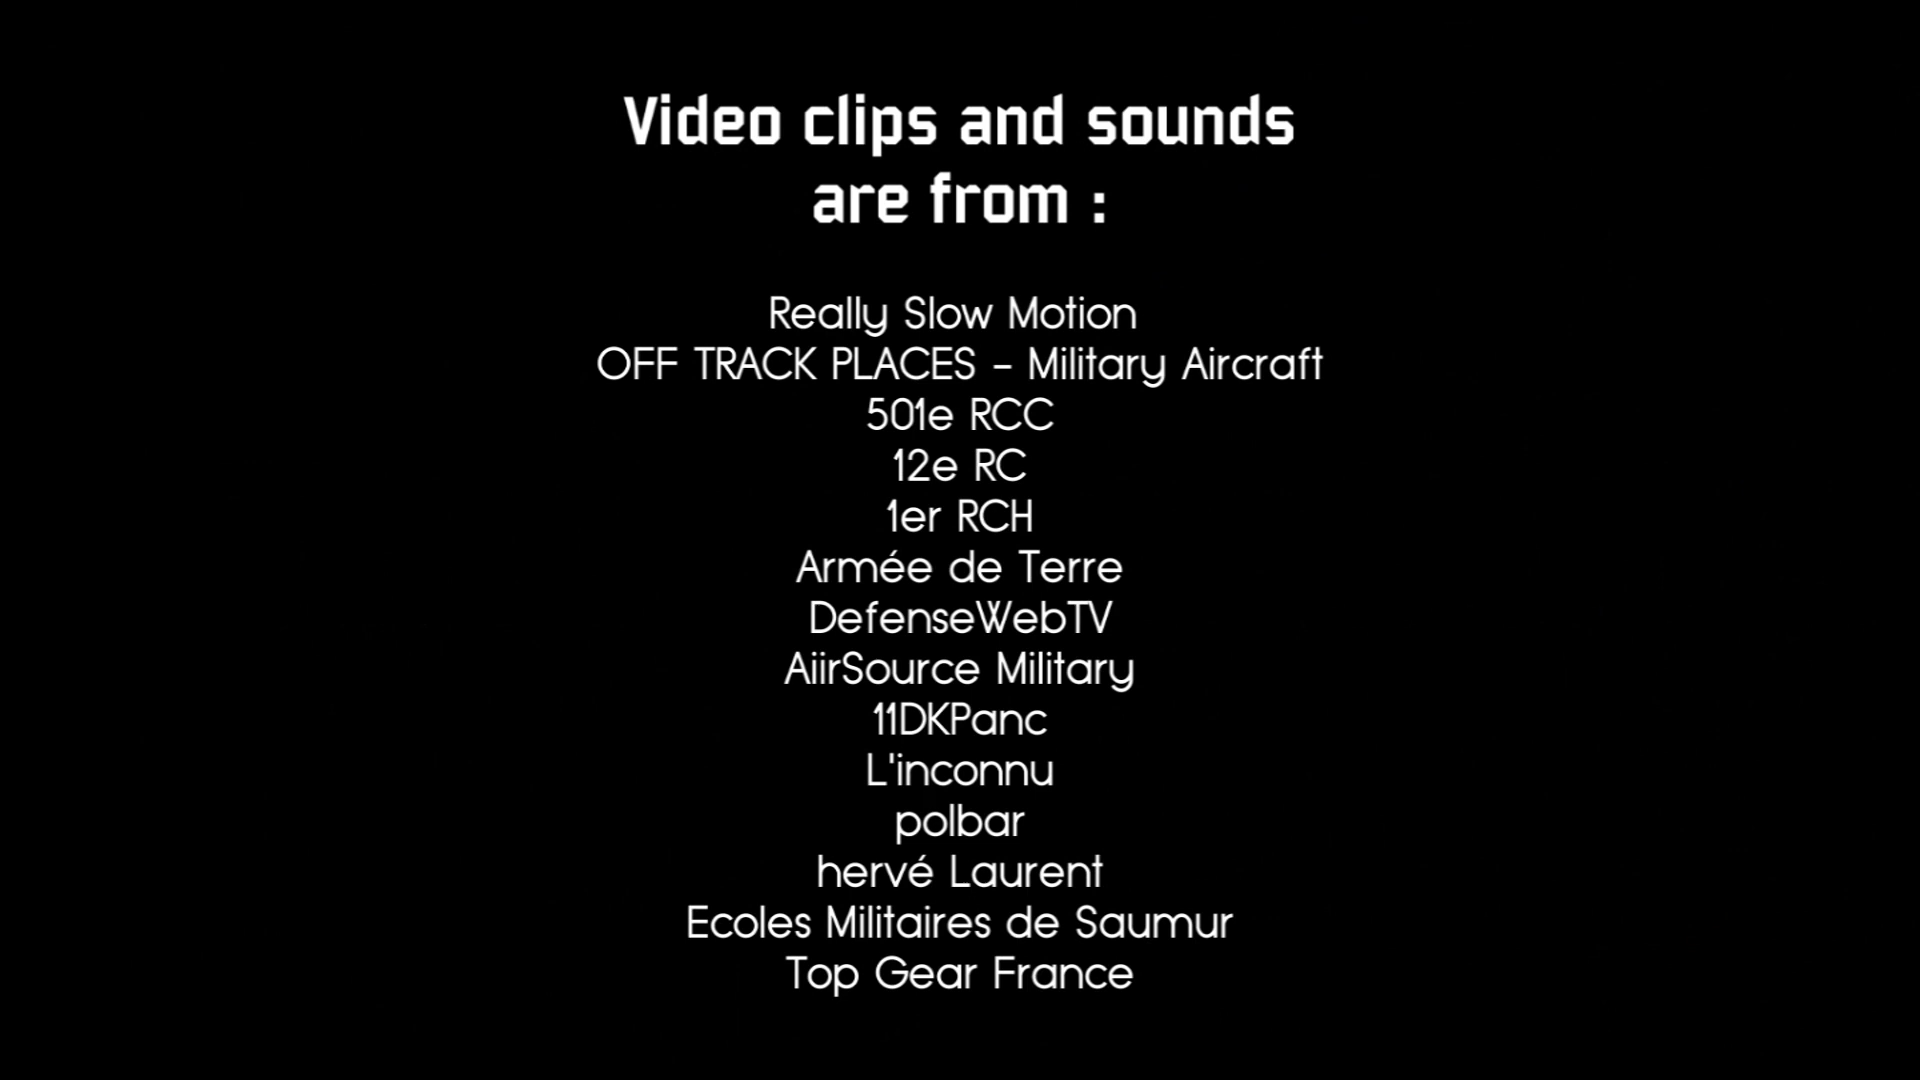 Video clips and sounds
are from :
Really Slow Motion
OFF TRACK PLACES - Military Aircraft
501e RCC
12e RC
1er RCH
Armée de Terre
DefenseWebTV
AiirSource Military
11DKPanc
L'inconnu
polbar
hervé Laurent
Ecoles Militaires de Saumur
Top Gear France